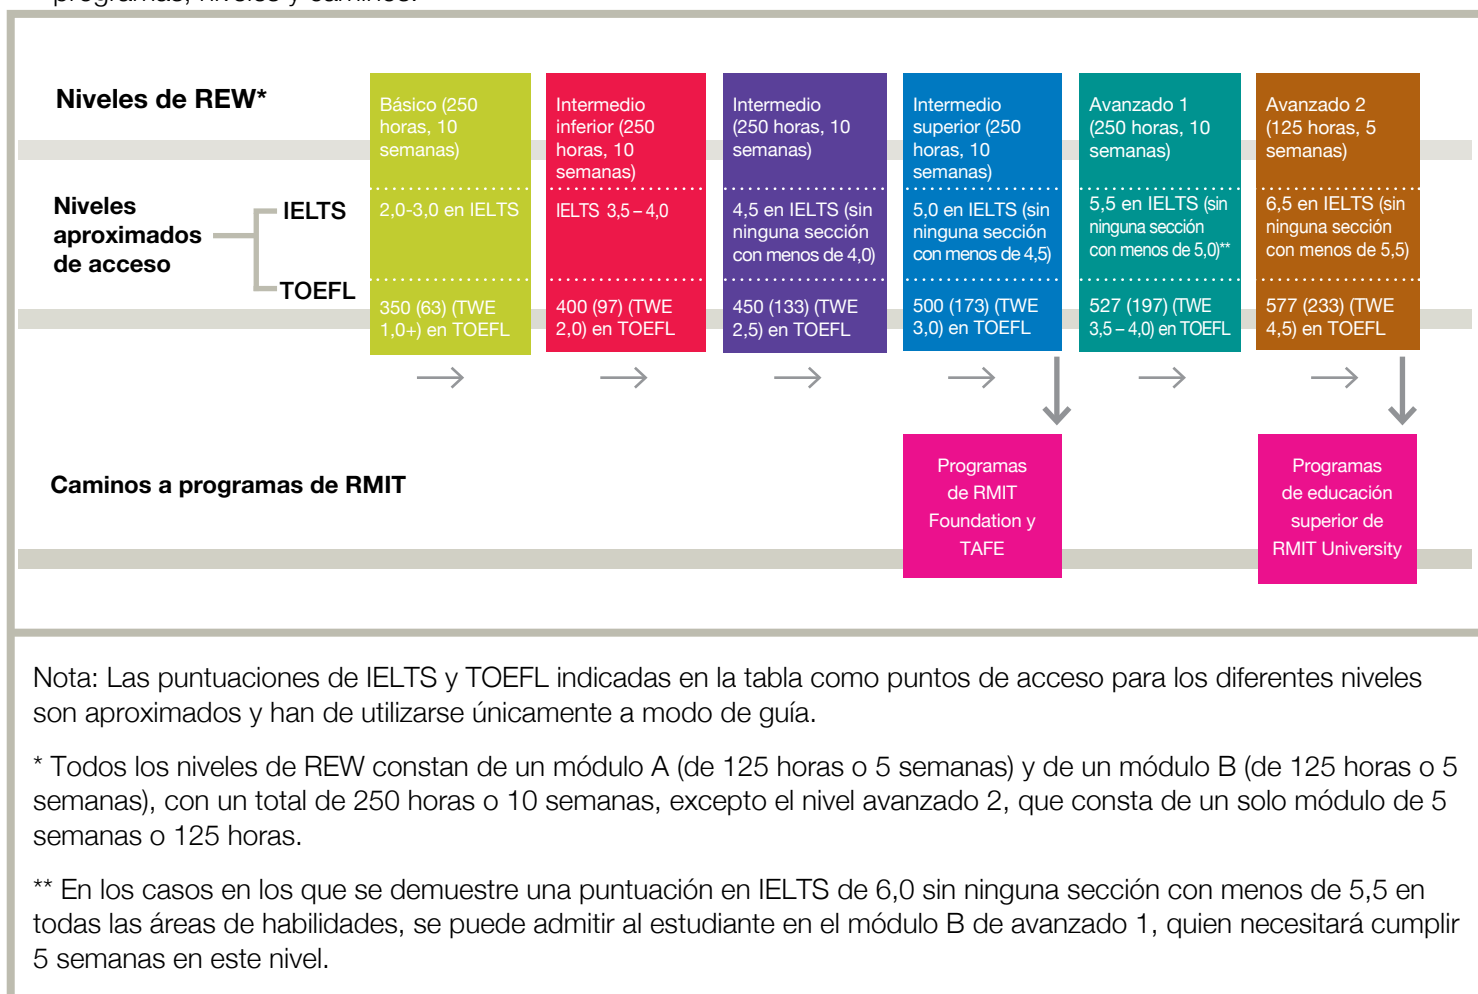 programas, niveles y caminos.
Niveles de REW*
Básico (250
horas, 10
semanas)
Intermedio
inferior (250
horas, 10
semanas)
Intermedio
(250 horas, 10
semanas)
Intermedio
superior (250
horas, 10
semanas)
Avanzado 1
(250 horas, 10
semanas)
Avanzado 2
(125 horas, 5
semanas)
Niveles
aproximados
de acceso
IELTS
2,0-3,0 en IELTS
IELTS 3,5 – 4,0
4,5 en IELTS (sin
ninguna sección
con menos de 4,0)
5,0 en IELTS (sin
ninguna sección
con menos de 4,5)
5,5 en IELTS (sin
ninguna sección
con menos de 5,0)**
6,5 en IELTS (sin
ninguna sección
con menos de 5,5)
TOEFL
350 (63) (TWE
1,0+) en TOEFL
400 (97) (TWE
2,0) en TOEFL
450 (133) (TWE
2,5) en TOEFL
500 (173) (TWE
3,0) en TOEFL
527 (197) (TWE
3,5 – 4,0) en TOEFL
577 (233) (TWE
4,5) en TOEFL
Caminos a programas de RMIT
Programas
de RMIT
Foundation y
TAFE
Programas
de educación
superior de
RMIT University
Nota: Las puntuaciones de IELTS y TOEFL indicadas en la tabla como puntos de acceso para los diferentes niveles
son aproximados y han de utilizarse únicamente a modo de guía.
* Todos los niveles de REW constan de un módulo A (de 125 horas o 5 semanas) y de un módulo B (de 125 horas o 5
semanas), con un total de 250 horas o 10 semanas, excepto el nivel avanzado 2, que consta de un solo módulo de 5
semanas o 125 horas.
** En los casos en los que se demuestre una puntuación en IELTS de 6,0 sin ninguna sección con menos de 5,5 en
todas las áreas de habilidades, se puede admitir al estudiante en el módulo B de avanzado 1, quien necesitará cumplir
5 semanas en este nivel.